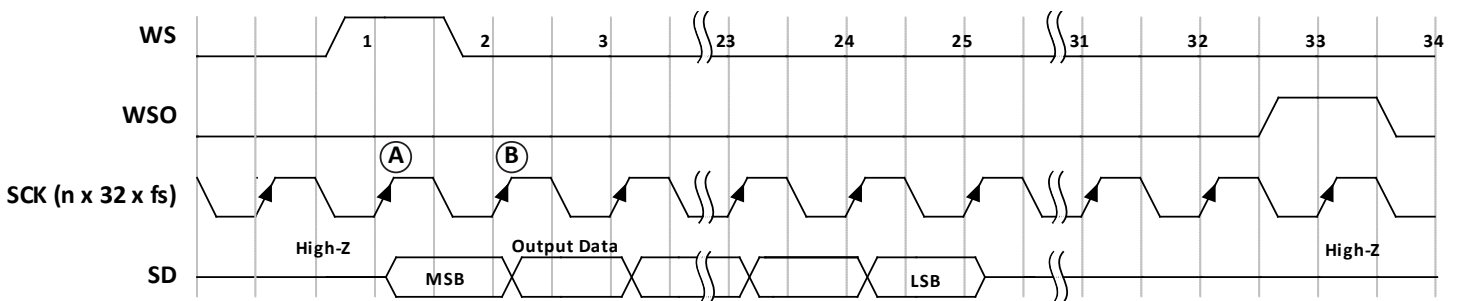 WS
1 2 3 23 24 25 31 32 33 34
WSO
A B
SCK (n x 32 x fs)
High-Z Output Data High-Z
SD
MSB LSB